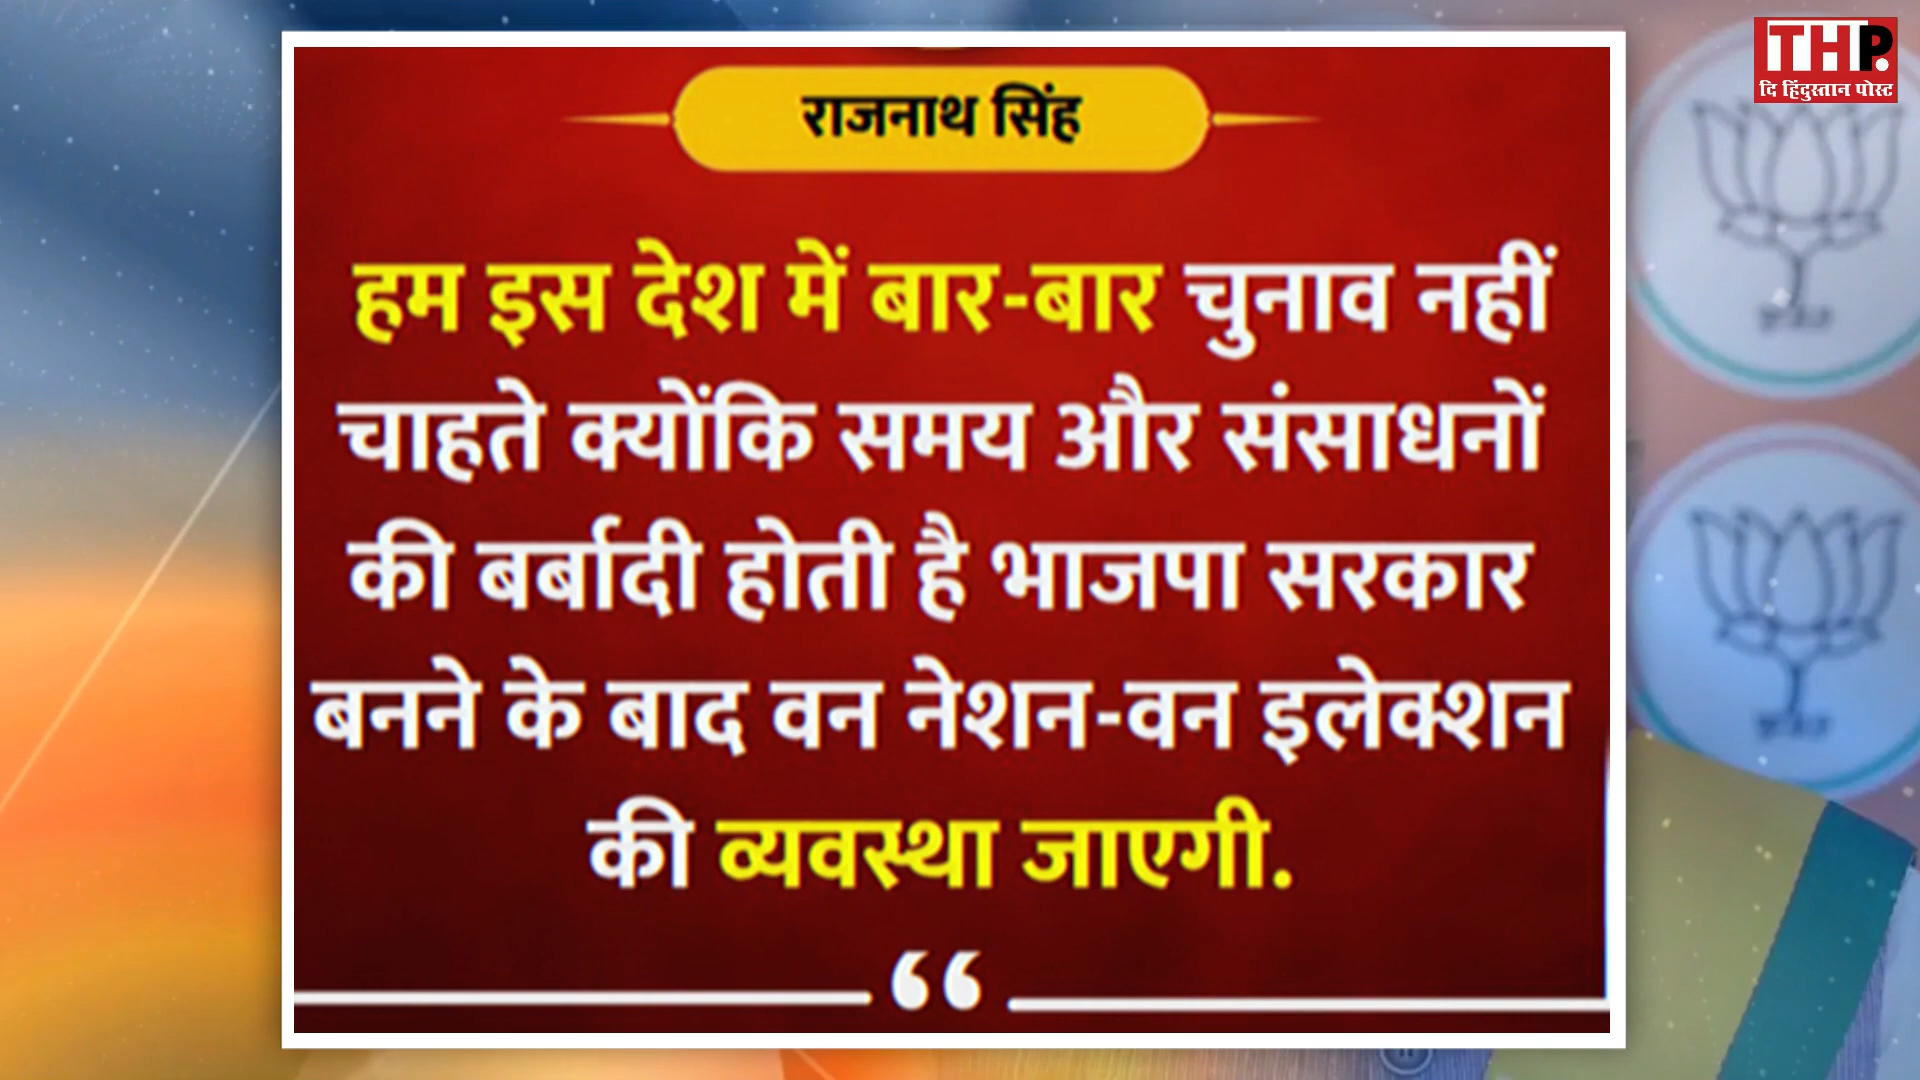 THP.
दि हिंदुस्तान पोस्ट
राजनाथ सिंह
हम इस देश में बार-बार चुनाव नहीं
चाहते क्योंकि समय और संसाधनों
की बर्बादी होती है भाजपा सरकार
बनने के बाद वन नेशन-वन इलेक्शन
की व्यवस्था जाएगी.
“